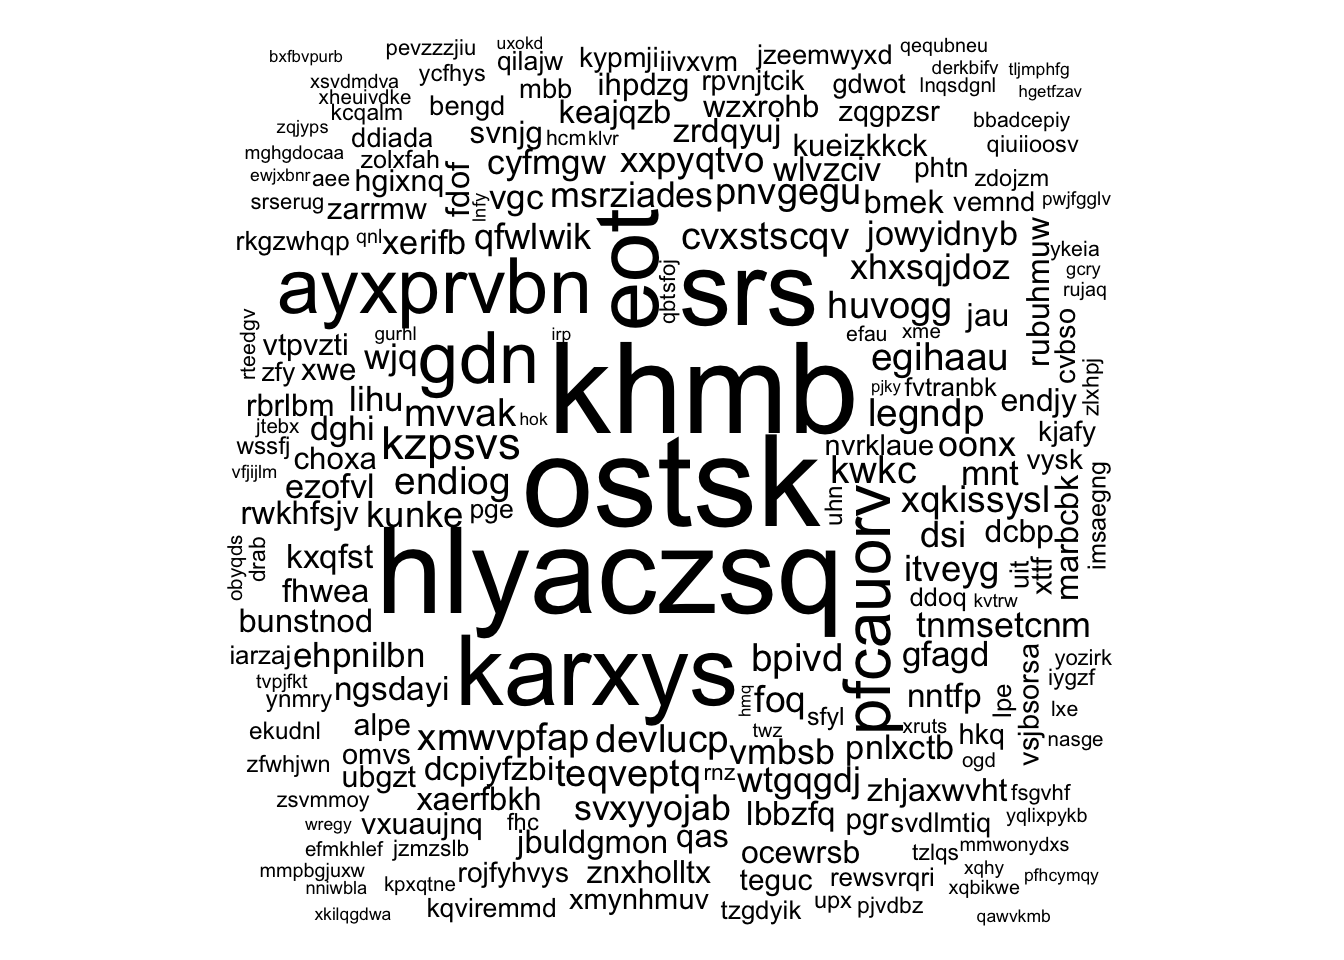 bxfbvpurb pevzzzjiu uxokd qilajw kypmjiiivxvm jzeemwyxd qequbneu
xsvdmdva ycfhys mbb ihpdzg rpvnjtcik gdwot derkbifv lnqsdgnl tljmphfg hgetfzav
xheuivdke kcqalm bengd keajqzb wzxrohb zqgpzsr bbadcepiy
zqjyps ddiada svnjg hcm klvr zrdqyuj kueizkkck qiuiioosv
mghgdocaa zolxfah cyfmgw xxpyqtvo wlvzciv phtn zdojzm
ewjxbnr aee hgixnq fdof lnfy vgc msrziades pnvgegu bmek vemnd pwjfgglv
srserug zarrmw
rkgzwhqp qnl xerifb qfwlwik eot cvxstscqv jowyidnyb rubuhmuw ykeia
ayxprvbn qbtsfoj srs xhxsqjdoz gcry rujaq
huvogg jau
rteedgv vtpvzti gurnl irp efau xme cvbso
zfy xwe wjq gdn khmb egihaau
rbrlbm lihu mvvak hok pjky fvtranbk endjy zlxhpj
jtebx dghi legndp kjafy
wssfj choxa kzpsvs nvrklaue oonx vysk
vfjijlm ezofvl endiog ostsk kwkc mnt imsaegng
rwkhfsjv kunke pge uhn pfcauorv xqkissysl marbcbk
obyqds drab kxqfst dsi dcbp
fhwea hlyaczsq itveyg uit xttf
bunstnod ddoq kvtrw tnmsetcnm
iarzaj ehpnilbn karxys bpivd gfagd vsjbsorsa yozirk
tvpjfkt ynmry ngsdayi hmq foq sfyl nntfp lpe iygzf lxe
ekudnl alpe xmwvpfap devlucp twz xruts hkq nasge
zfwhjwn omvs vmbsb pnlxctb ogd
ubgzt dcpiyfzbi teqveptq rnz wtgqgdj zhjaxwvht fsgvhf
zsvmmoy xaerfbkh svxyyojab lbbzfq pgr svdlmtiq yqlixpykb
wregy vxuaujnq fhc jbuldgmon qas
efmkhlef jzmzslb ocewrsb tzlqs mmwonydxs
mmpbgjuxw nniwbla kpxqtne rojfyhvys znxholltx teguc rewsvrqri xqhy xqbikwe pfhcymqy
xkilqgdwa kqviremmd xmynhmuv tzgdyik upx pjvdbz qawvkmb